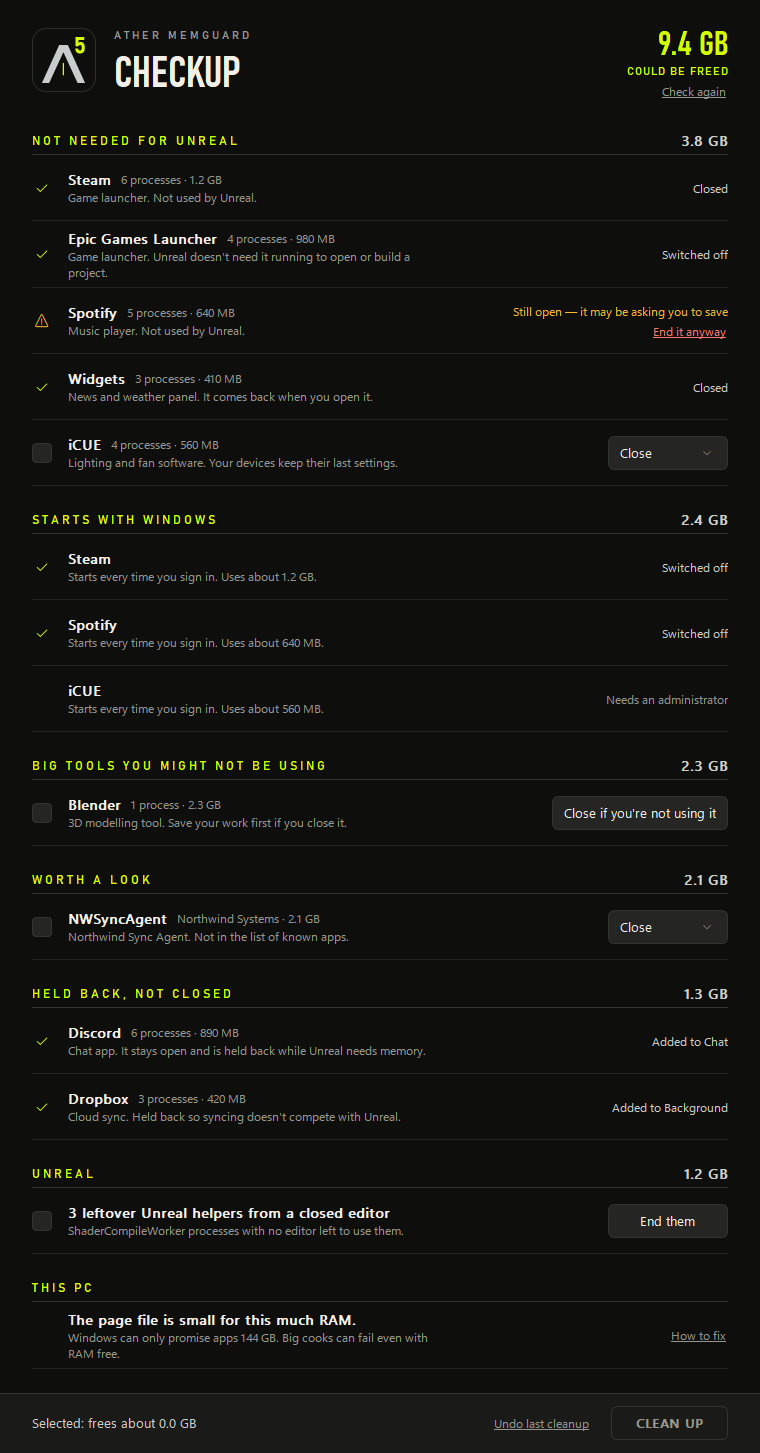 5
ATHER MEMGUARD
CHECKUP
9.4 GB
COULD BE FREED
Check again
NOT NEEDED FOR UNREAL 3.8 GB
Steam 6 processes · 1.2 GB
Game launcher. Not used by Unreal.
Closed
Epic Games Launcher 4 processes · 980 MB
Game launcher. Unreal doesn't need it running to open or build a
project.
Switched off
Spotify 5 processes · 640 MB
Music player. Not used by Unreal.
Still open — it may be asking you to save
End it anyway
Widgets 3 processes · 410 MB
News and weather panel. It comes back when you open it.
Closed
iCUE 4 processes · 560 MB
Lighting and fan software. Your devices keep their last settings.
Close
STARTS WITH WINDOWS 2.4 GB
Steam
Starts every time you sign in. Uses about 1.2 GB.
Switched off
Spotify
Starts every time you sign in. Uses about 640 MB.
Switched off
iCUE
Starts every time you sign in. Uses about 560 MB.
Needs an administrator
BIG TOOLS YOU MIGHT NOT BE USING 2.3 GB
Blender 1 process · 2.3 GB
3D modelling tool. Save your work first if you close it.
Close if you're not using it
WORTH A LOOK 2.1 GB
NWSyncAgent Northwind Systems · 2.1 GB
Northwind Sync Agent. Not in the list of known apps.
Close
HELD BACK, NOT CLOSED 1.3 GB
Discord 6 processes · 890 MB
Chat app. It stays open and is held back while Unreal needs memory.
Added to Chat
Dropbox 3 processes · 420 MB
Cloud sync. Held back so syncing doesn't compete with Unreal.
Added to Background
UNREAL 1.2 GB
3 leftover Unreal helpers from a closed editor
ShaderCompileWorker processes with no editor left to use them.
End them
THIS PC
The page file is small for this much RAM.
Windows can only promise apps 144 GB. Big cooks can fail even with
RAM free.
How to fix
Selected: frees about 0.0 GB
Undo last cleanup
CLEAN UP